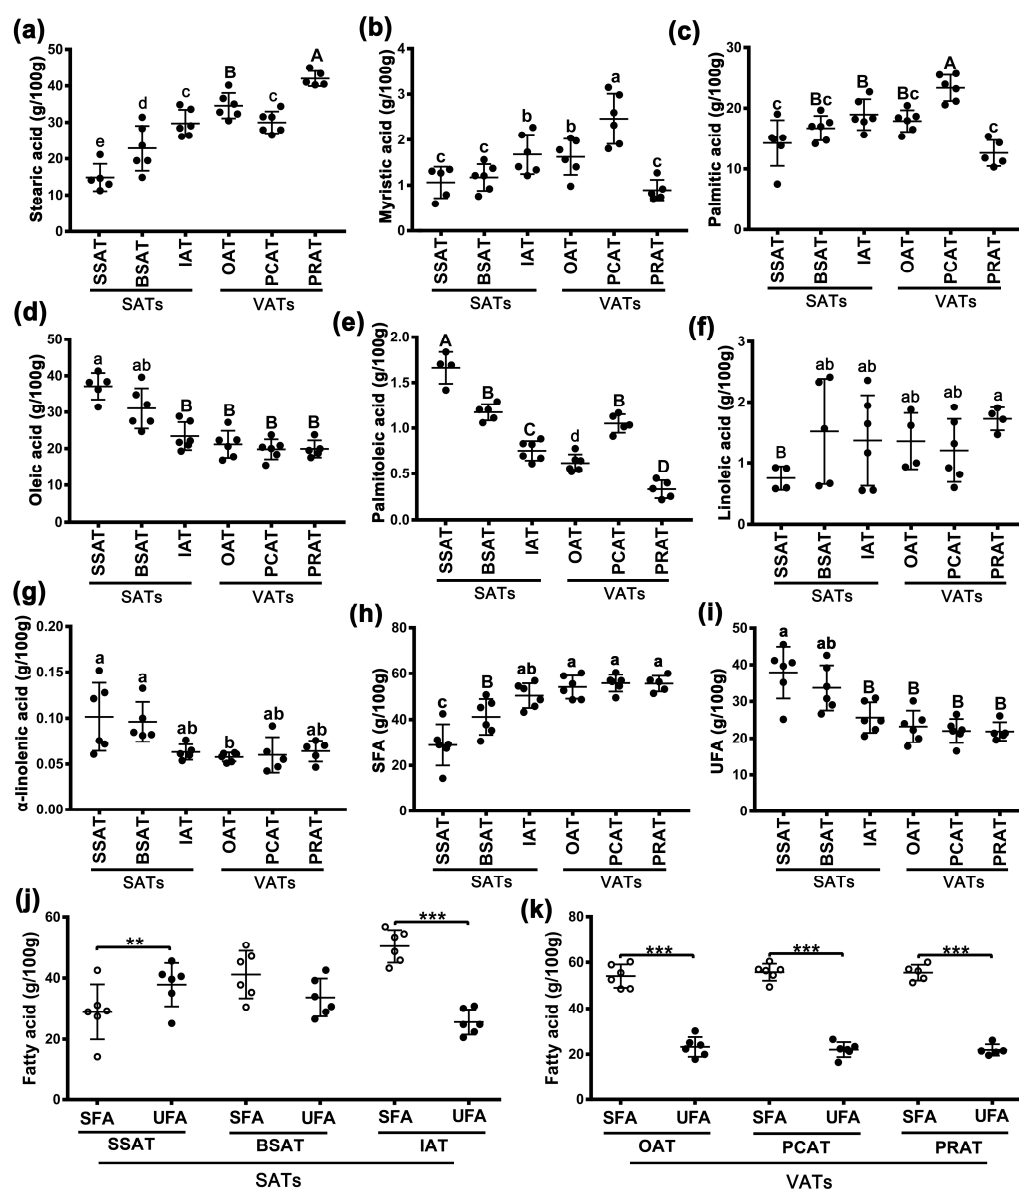 (a)
Stearic acid (g/100g)
50
40
30
20
10
0
e
d
c
B
c
A
SSAT
BSAT
IAT
OAT
PCAT
PRAT
SATs
VATs
(b)
Myristic acid (g/100g)
4
3
2
1
0
c
c
b
b
a
c
SSAT
BSAT
IAT
OAT
PCAT
PRAT
SATs
VATs
(c)
Palmitic acid (g/100g)
30
20
10
0
c
Bc
B
Bc
A
c
SSAT
BSAT
IAT
OAT
PCAT
PRAT
SATs
VATs
(d)
Oleic acid (g/100g)
50
40
30
20
10
0
a
ab
B
B
B
B
SSAT
BSAT
IAT
OAT
PCAT
PRAT
SATs
VATs
(e)
Palmitoleic acid (g/100g)
2.0
1.5
1.0
0.5
0.0
A
B
C
d
B
D
SSAT
BSAT
IAT
OAT
PCAT
PRAT
SATs
VATs
(f)
Linoleic acid (g/100g)
3
2
1
0
B
ab
ab
ab
ab
a
SSAT
BSAT
IAT
OAT
PCAT
PRAT
SATs
VATs
(g)
α-linolenic acid (g/100g)
0.20
0.15
0.10
0.05
0.00
a
a
ab
b
ab
ab
SSAT
BSAT
IAT
OAT
PCAT
PRAT
SATs
VATs
(h)
SFA (g/100g)
80
60
40
20
0
c
B
ab
a
a
a
SSAT
BSAT
IAT
OAT
PCAT
PRAT
SATs
VATs
(i)
UFA (g/100g)
50
40
30
20
10
0
a
ab
B
B
B
B
SSAT
BSAT
IAT
OAT
PCAT
PRAT
SATs
VATs
(j)
Fatty acid (g/100g)
60
40
20
0
**
***
SFA UFA SFA UFA SFA UFA
SSAT BSAT IAT
SATs
(k)
Fatty acid (g/100g)
80
60
40
20
0
*** *** ***
SFA UFA SFA UFA SFA UFA
OAT PCAT PRAT
VATs